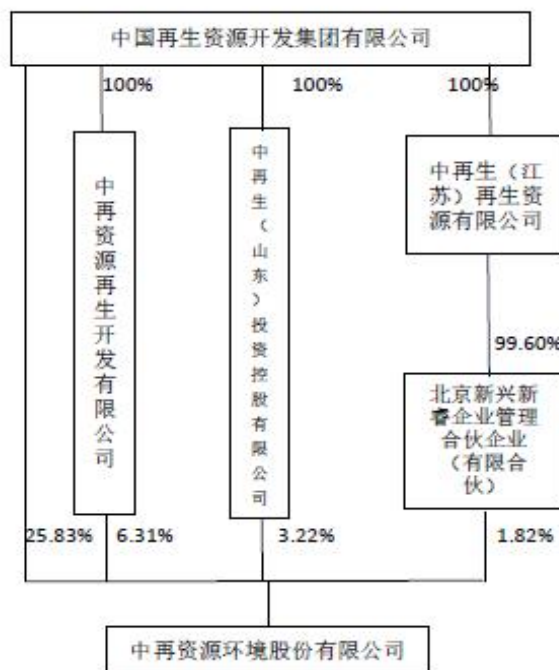 中国再生资源开发集团有限公司
100%
100%
100%
中再资源再生开发有限公司
中再生（山东）投资控股有限公司
中再生（江
苏）再生资
源有限公司
99.60%
北京新兴新
睿企业管理
合伙企业
（有限合
伙）
25.83%
6.31%
3.22%
1.82%
中再资源环境股份有限公司